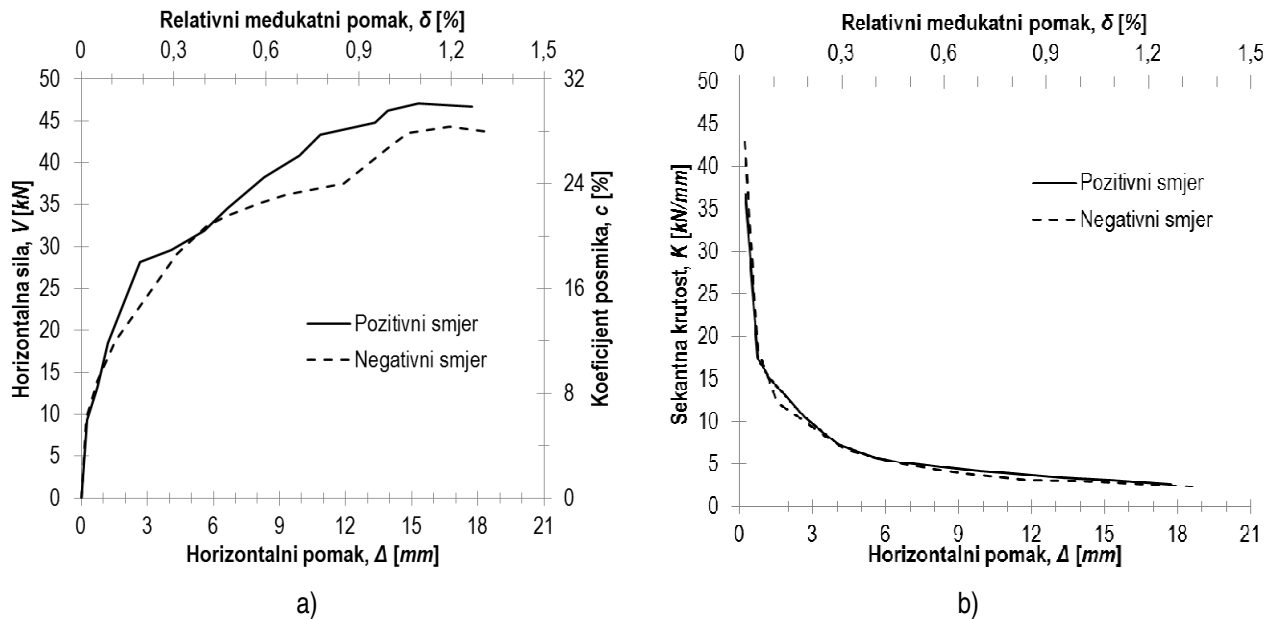 Relativni međukatni pomak, δ [%]
0 0,3 0,6 0,9 1,2 1,5
Horizontalna sila, V [kN]
50
45
40
35
30
25
20
15
10
5
0
32
24
16
8
0
Koeficijent posmika, c [%]
Pozitivni smjer
Negativni smjer
0 3 6 9 12 15 18 21
Horizontalni pomak, Δ [mm]
a)
Relativni međukatni pomak, δ [%]
0 0,3 0,6 0,9 1,2 1,5
Sekantna krutost, K [kN/mm]
50
45
40
35
30
25
20
15
10
5
0
Pozitivni smjer
Negativni smjer
0 3 6 9 12 15 18 21
Horizontalni pomak, Δ [mm]
b)